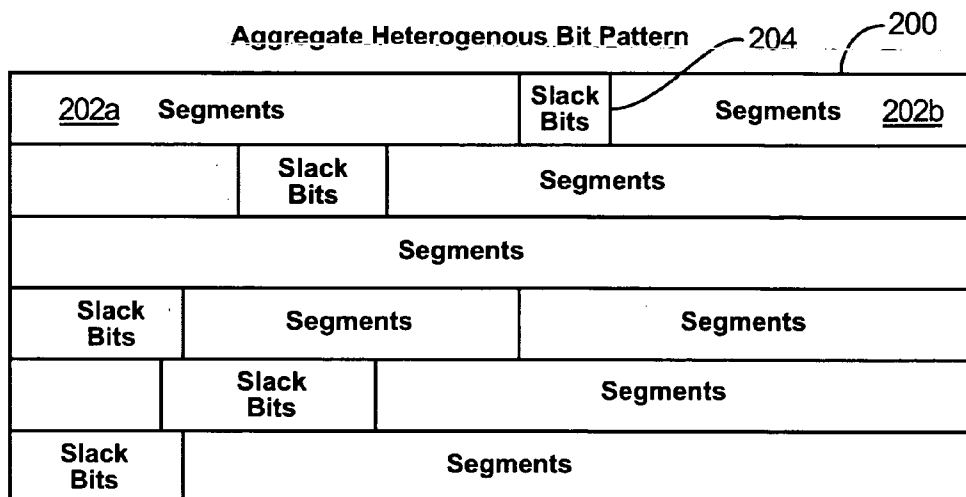 Aggregate Heterogenous Bit Pattern
204
200
202a Segments
Slack
Bits
Segments 202b
Slack
Bits
Segments
Segments
Slack
Bits
Segments
Segments
Slack
Bits
Segments
Slack
Bits
Segments